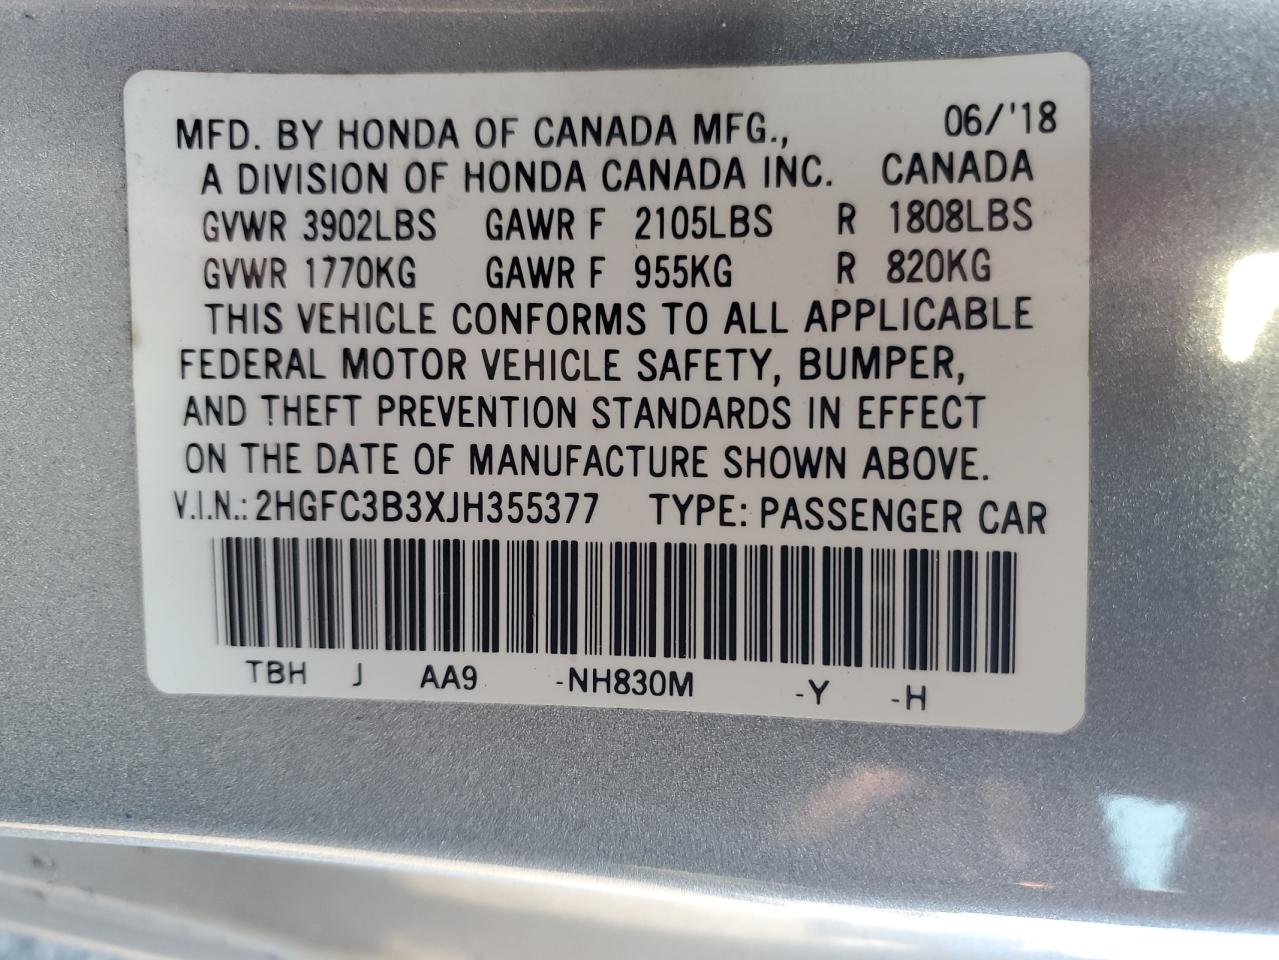 MFD. BY HONDA OF CANADA MFG., 06/'18
A DIVISION OF HONDA CANADA INC. CANADA
GVWR 3902LBS GAWR F 2105LBS R 1808LBS
GVWR 1770KG GAWR F 955KG R 820KG
THIS VEHICLE CONFORMS TO ALL APPLICABLE
FEDERAL MOTOR VEHICLE SAFETY, BUMPER,
AND THEFT PREVENTION STANDARDS IN EFFECT
ON THE DATE OF MANUFACTURE SHOWN ABOVE.
V.I.N.: 2HGFC3B3XJH355377 TYPE: PASSENGER CAR
TBH J AA9 -NH830M -Y -H